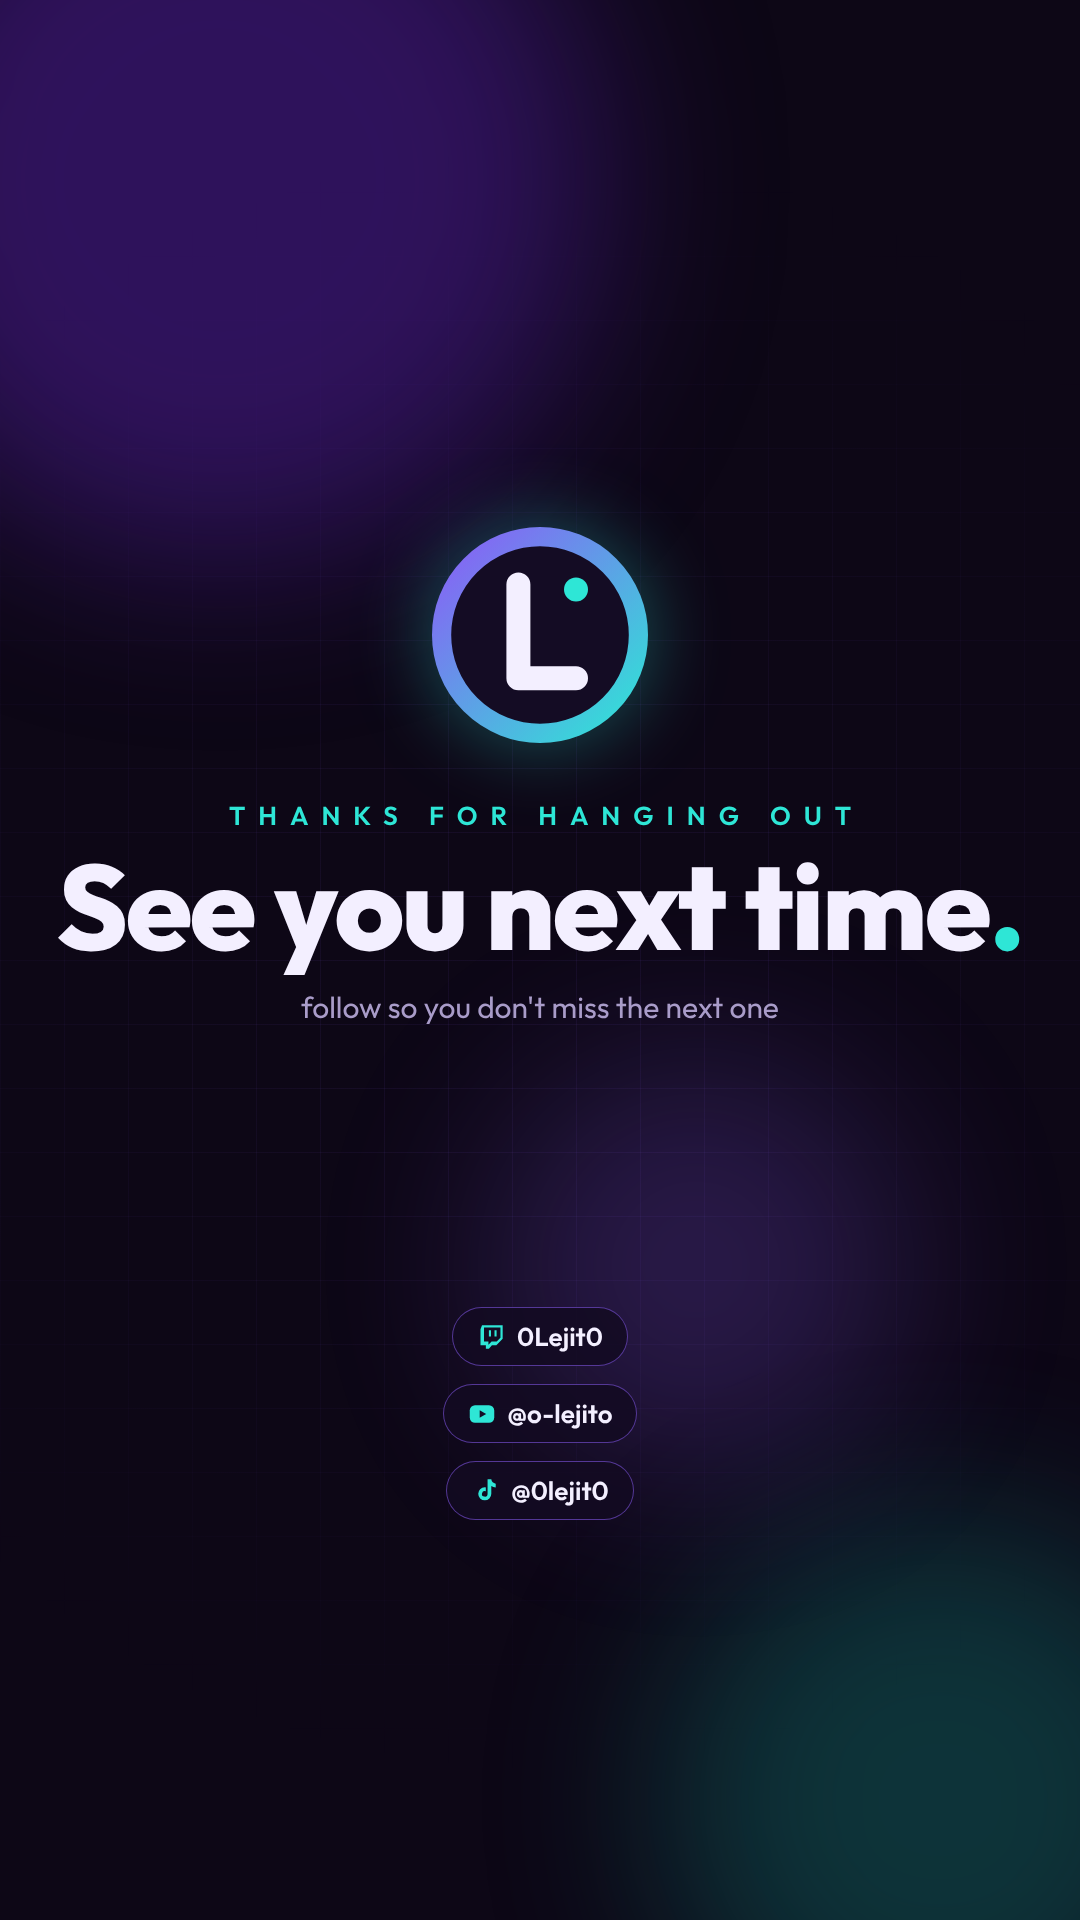 L
THANKS FOR HANGING OUT
See you next time.
follow so you don't miss the next one
0Lejit0
@o-lejito
@0lejit0